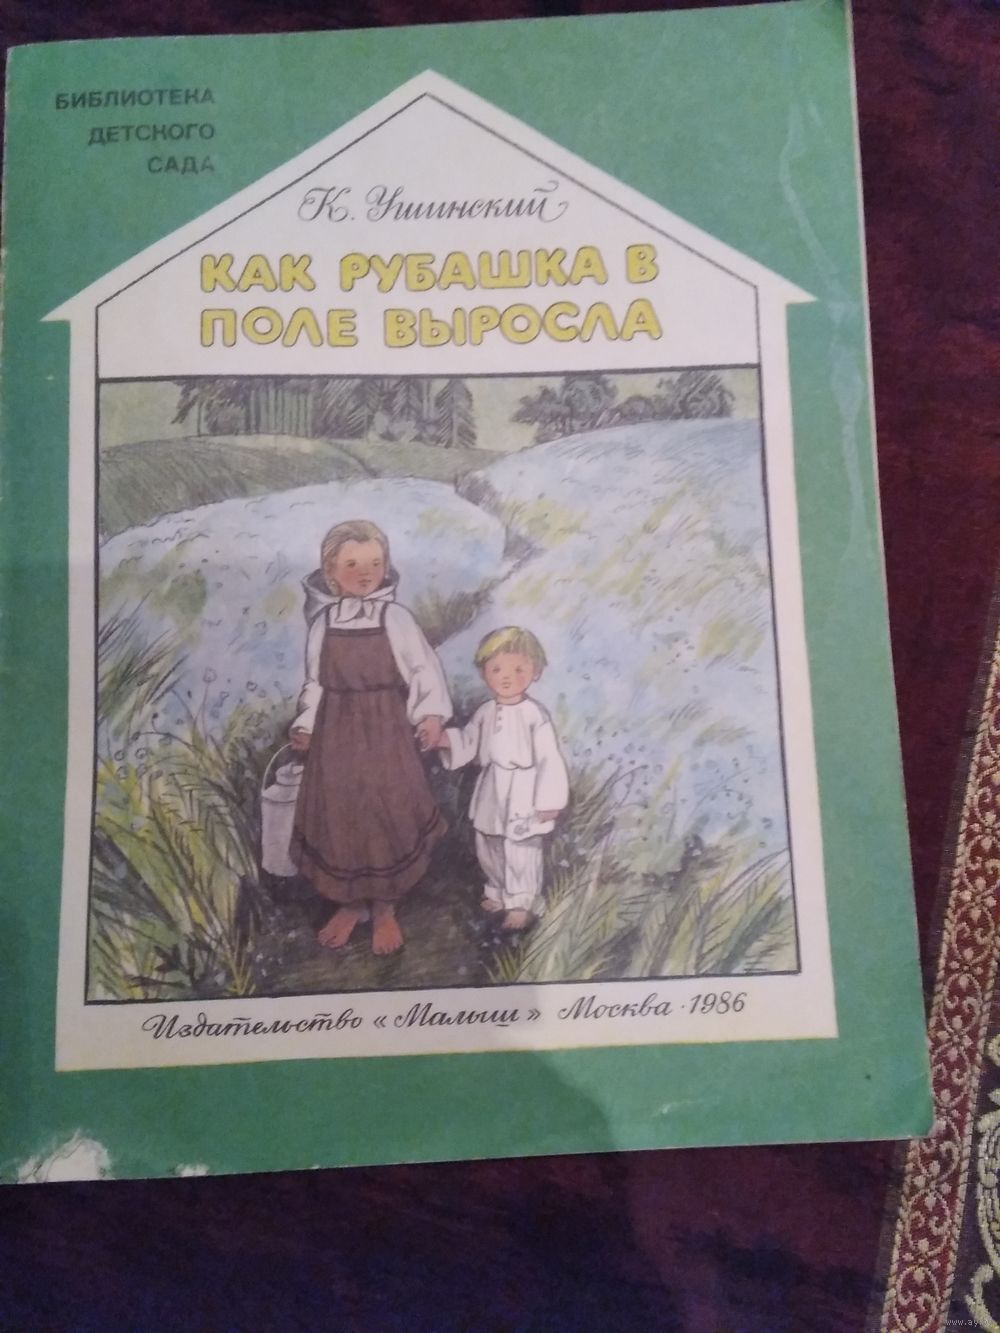 БИБЛИОТЕКА
ДЕТСКОГО
САДА
К. Ушинский
КАК РУБАШКА В
ПОЛЕ ВЫРОСЛА
Издательство «Малыш» Москва · 1986